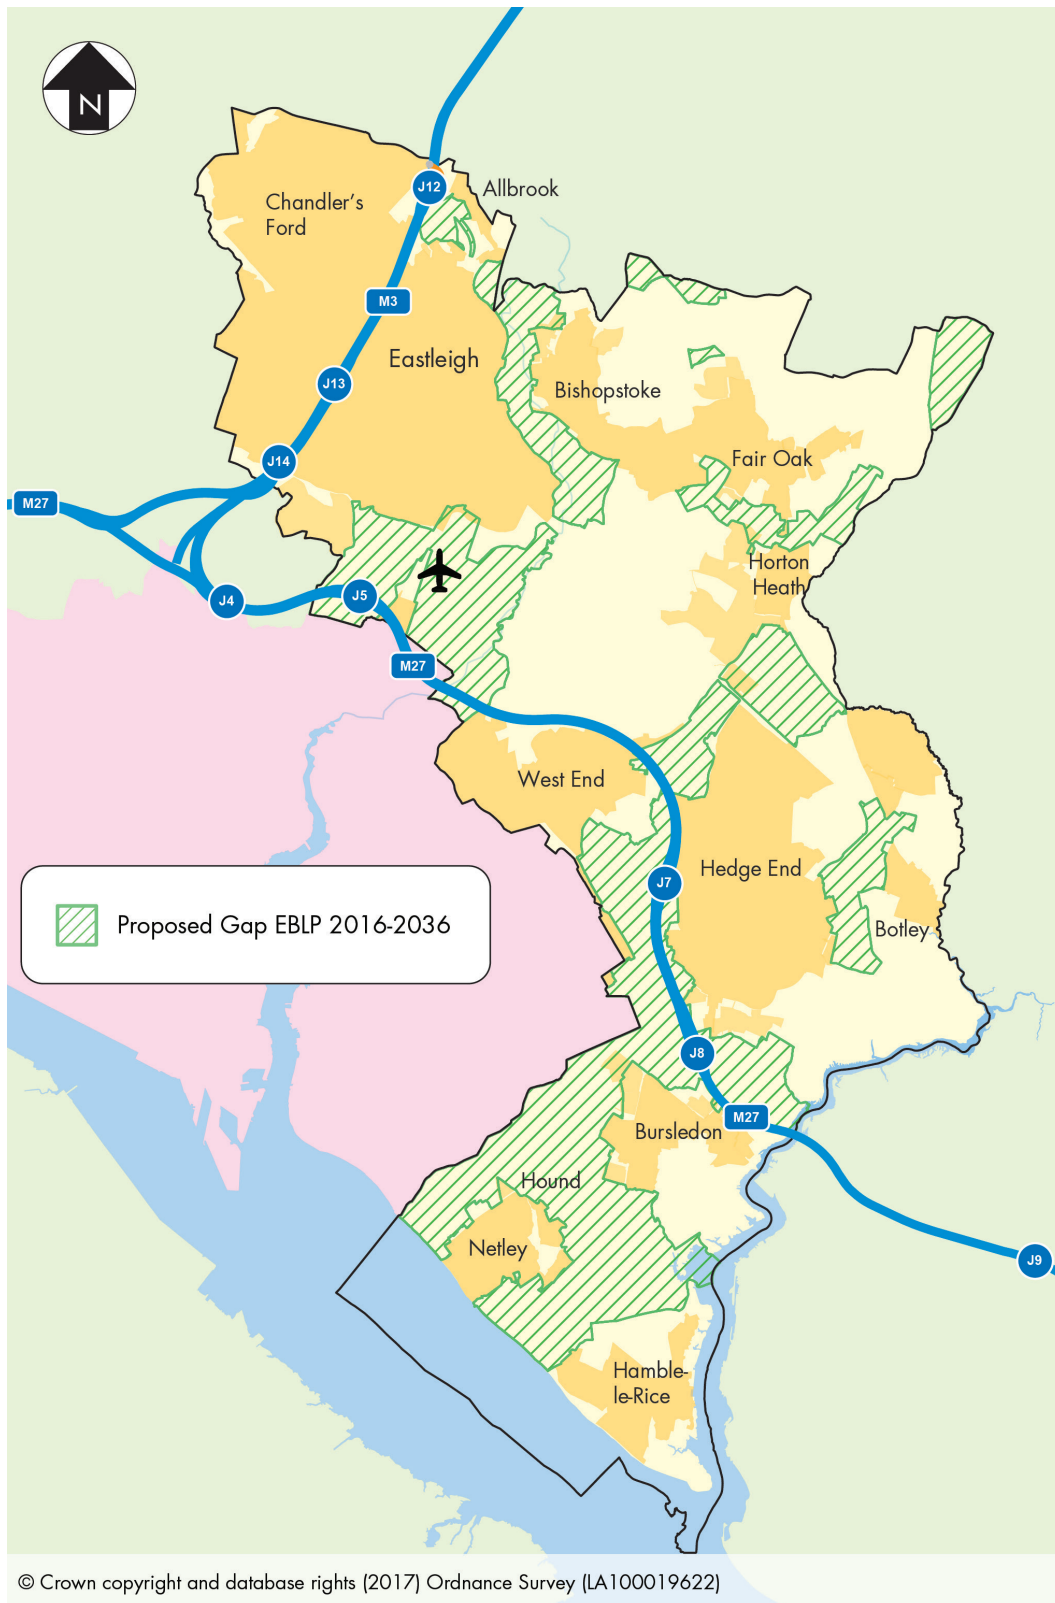 N
J12
Allbrook
Chandler's
Ford
M3
Eastleigh
J13
Bishopstoke
J14
Fair Oak
M27
Horton
Heath
J4
J5
M27
West End
Hedge End
J7
Proposed Gap EBLP 2016-2036
Botley
J8
M27
Bursledon
Hound
Netley
J9
Hamble-
le-Rice
© Crown copyright and database rights (2017) Ordnance Survey (LA100019622)